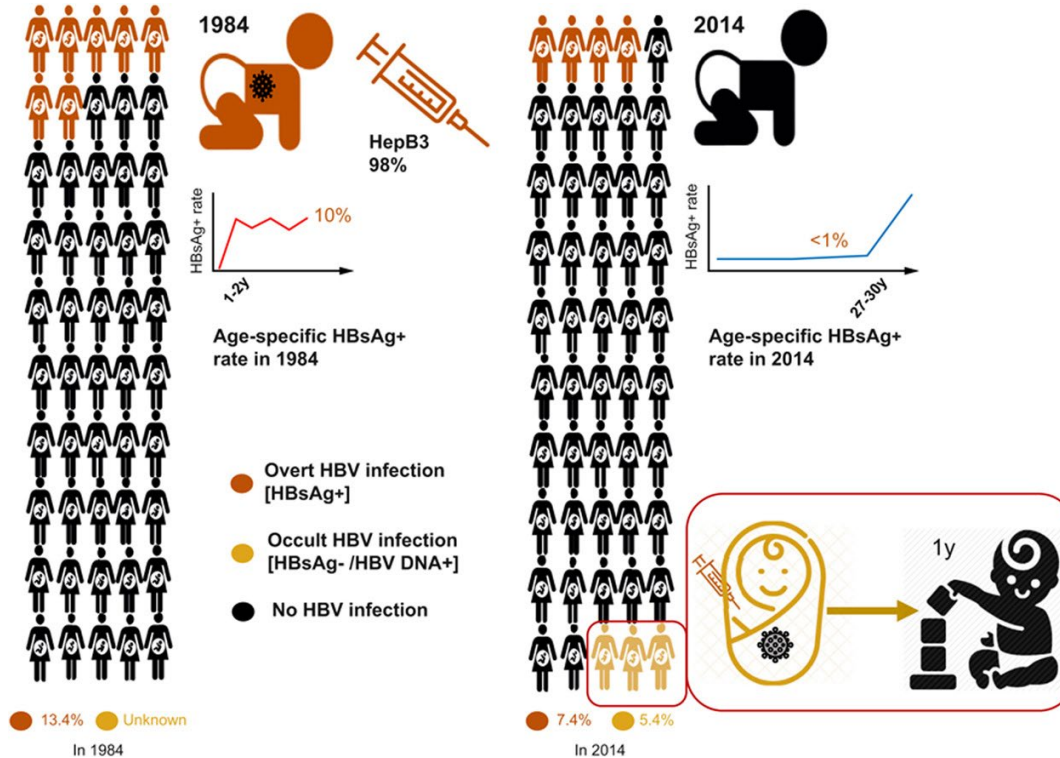 1984
HepB3
98%
HBsAg+ rate
10%
1-2y
Age-specific HBsAg+
rate in 1984
Overt HBV infection
[HBsAg+]
Occult HBV infection
[HBsAg- /HBV DNA+]
No HBV infection
13.4%
Unknown
In 1984
2014
HBsAg+ rate
<1%
27-30y
Age-specific HBsAg+
rate in 2014
1y
7.4%
5.4%
In 2014